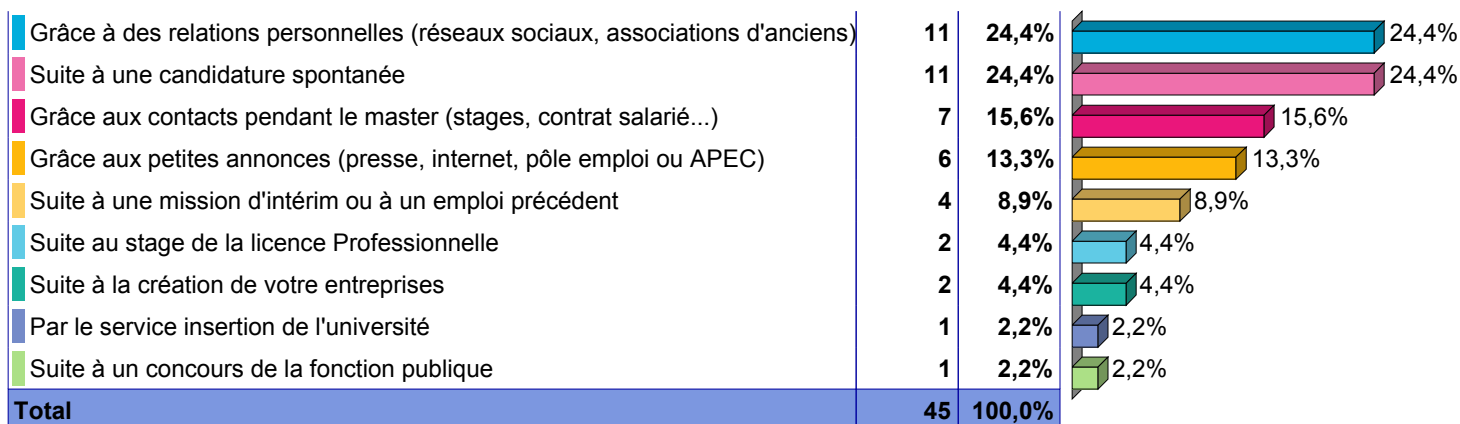 Grâce à des relations personnelles (réseaux sociaux, associations d'anciens) 11 24,4% 24,4%
Suite à une candidature spontanée 11 24,4% 24,4%
Grâce aux contacts pendant le master (stages, contrat salarié...) 7 15,6% 15,6%
Grâce aux petites annonces (presse, internet, pôle emploi ou APEC) 6 13,3% 13,3%
Suite à une mission d'intérim ou à un emploi précédent 4 8,9% 8,9%
Suite au stage de la licence Professionnelle 2 4,4% 4,4%
Suite à la création de votre entreprises 2 4,4% 4,4%
Par le service insertion de l'université 1 2,2% 2,2%
Suite à un concours de la fonction publique 1 2,2% 2,2%
Total 45 100,0%